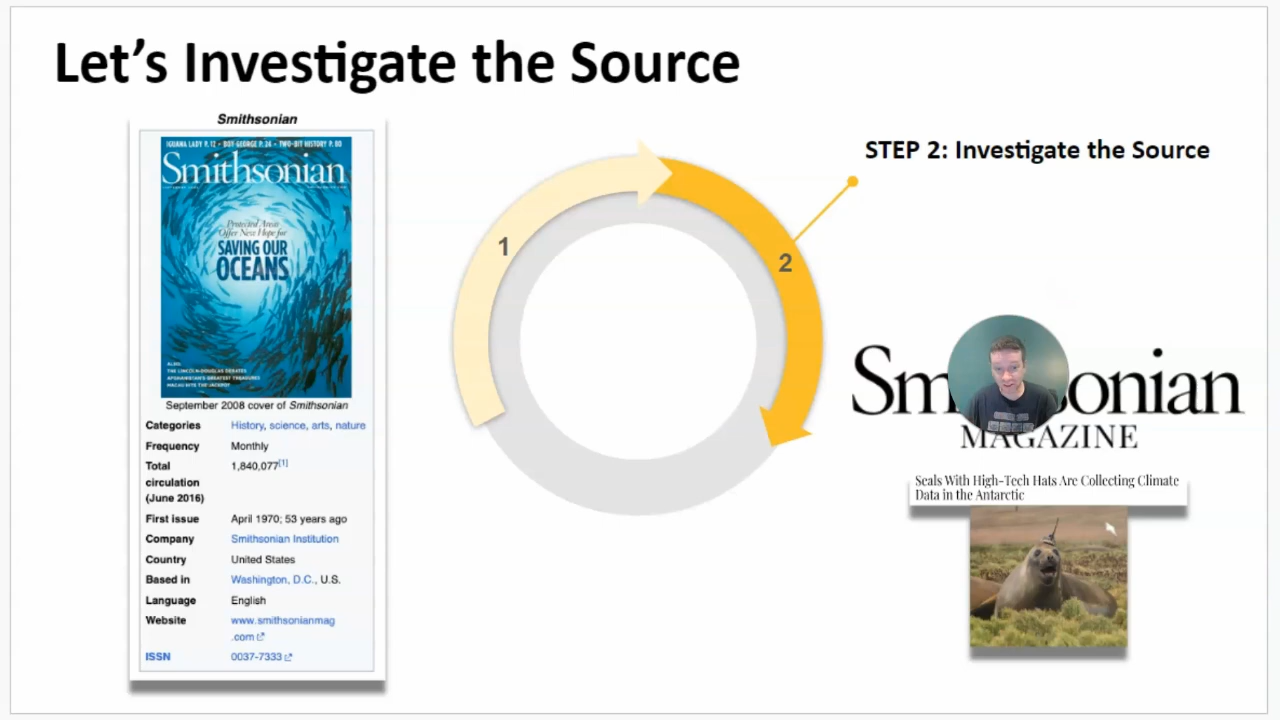 Let's Investigate the Source
Smithsonian
IGUANA LADY P.12 • BOY GEORGE P.24 • TWO-BIT HISTORY P.80
Smithsonian
Protected Areas
Offer New Hope for
SAVING OUR
OCEANS
ALSO:
THE LINCOLN-DOUGLAS DEBATES
AFGHANISTAN'S GREATEST TREASURES
September 2008 cover of Smithsonian
Categories History, science, arts, nature
Frequency Monthly
Total 1,840,077[1]
circulation
(June 2016)
First issue April 1970; 53 years ago
Company Smithsonian Institution
Country United States
Based in Washington, D.C., U.S.
Language English
Website www.smithsonianmag
.com
ISSN 0037-7333
1
2
STEP 2: Investigate the Source
Sm sonian
MAGAZINE
Seals With High-Tech Hats Are Collecting Climate
Data in the Antarctic